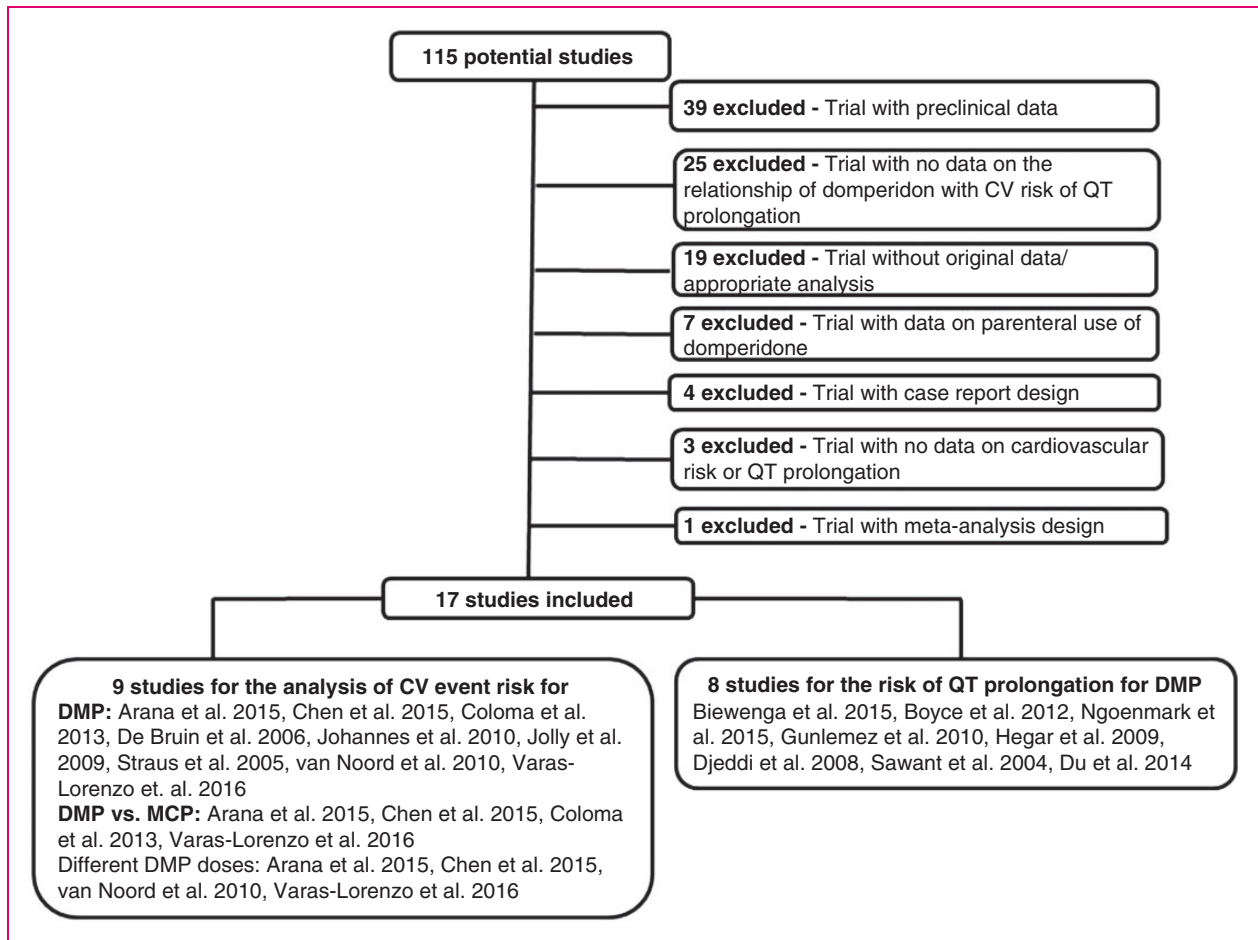 115 potential studies
39 excluded - Trial with preclinical data
25 excluded - Trial with no data on the
relationship of domperidon with CV risk of QT
prolongation
19 excluded - Trial without original data/
appropriate analysis
7 excluded - Trial with data on parenteral use of
domperidone
4 excluded - Trial with case report design
3 excluded - Trial with no data on cardiovascular
risk or QT prolongation
1 excluded - Trial with meta-analysis design
17 studies included
9 studies for the analysis of CV event risk for
DMP: Arana et al. 2015, Chen et al. 2015, Coloma et al.
2013, De Bruin et al. 2006, Johannes et al. 2010, Jolly et al.
2009, Straus et al. 2005, van Noord et al. 2010, Varas-
Lorenzo et. al. 2016
DMP vs. MCP: Arana et al. 2015, Chen et al. 2015, Coloma
et al. 2013, Varas-Lorenzo et al. 2016
Different DMP doses: Arana et al. 2015, Chen et al. 2015,
van Noord et al. 2010, Varas-Lorenzo et al. 2016
8 studies for the risk of QT prolongation for DMP
Biewenga et al. 2015, Boyce et al. 2012, Ngoenmark et
al. 2015, Gunlemez et al. 2010, Hegar et al. 2009,
Djeddi et al. 2008, Sawant et al. 2004, Du et al. 2014